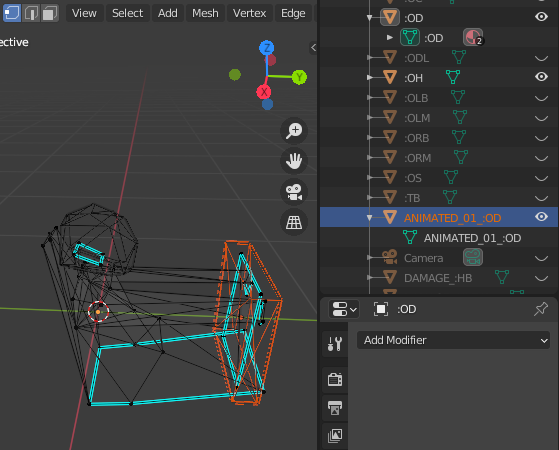 View Select Add Mesh Vertex Edge
ective
Z
Y
X
:OD
:OD
2
:ODL
:OH
:OLB
:OLM
:ORB
:ORM
:OS
:TB
ANIMATED_01_:OD
ANIMATED_01_:OD
Camera
DAMAGE_:HB
:OD
Add Modifier